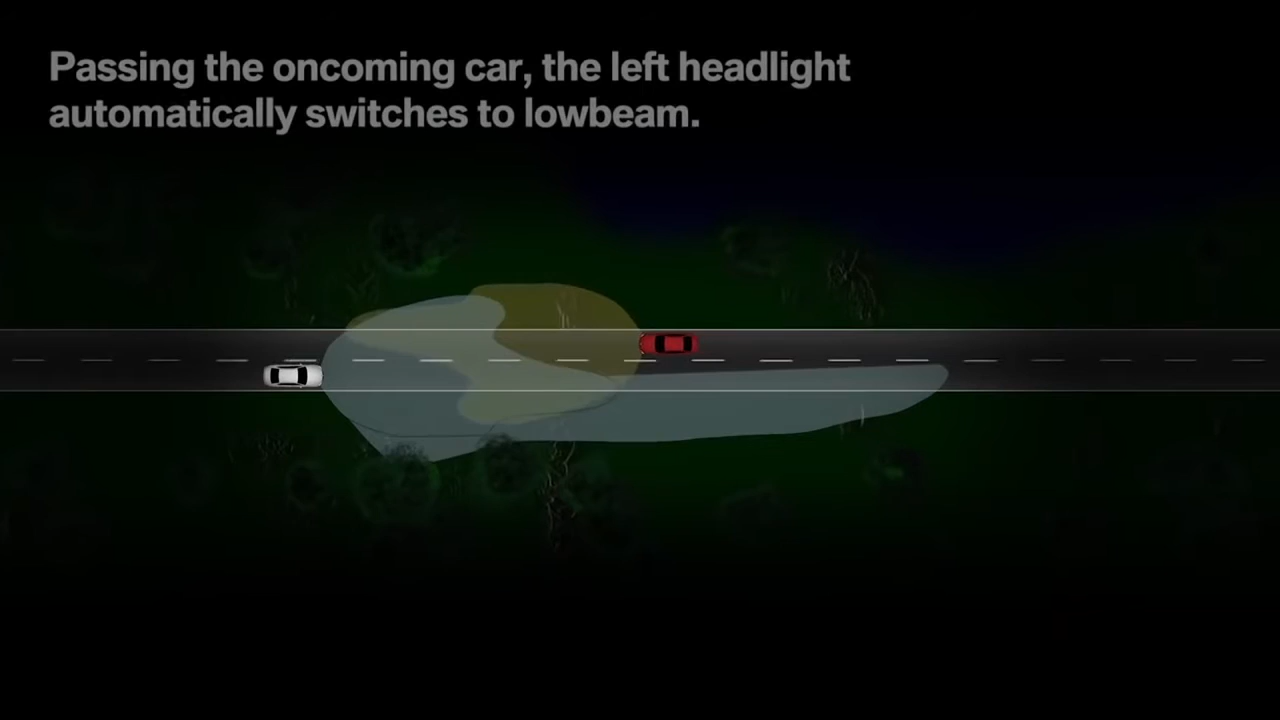 Passing the oncoming car, the left headlight
automatically switches to lowbeam.